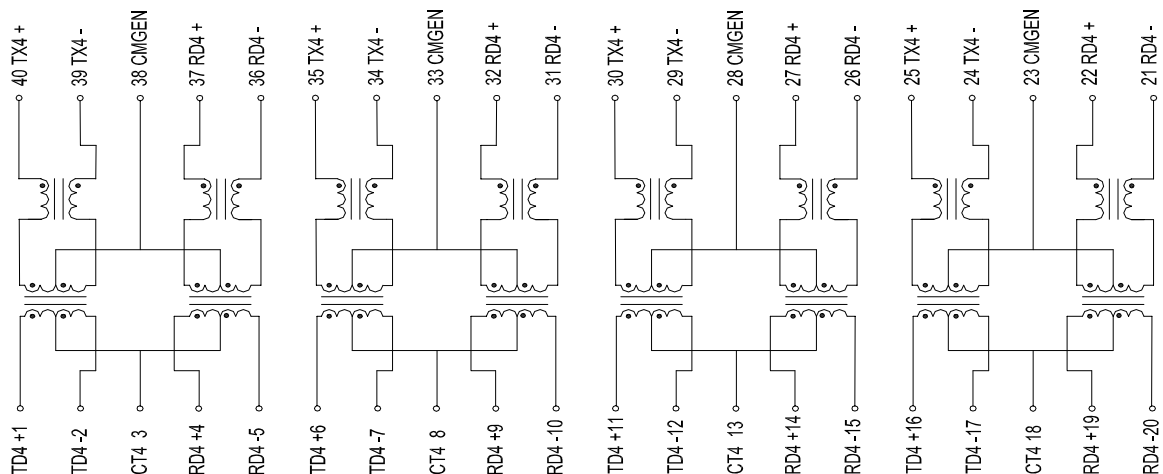 40 TX4 +
39 TX4 -
38 CMGEN
37 RD4 +
36 RD4 -
35 TX4 +
34 TX4 -
33 CMGEN
32 RD4 +
31 RD4 -
30 TX4 +
29 TX4 -
28 CMGEN
27 RD4 +
26 RD4 -
25 TX4 +
24 TX4 -
23 CMGEN
22 RD4 +
21 RD4 -
TD4 +1
TD4 -2
CT4 3
RD4 +4
RD4 -5
TD4 +6
TD4 -7
CT4 8
RD4 +9
RD4 -10
TD4 +11
TD4 -12
CT4 13
RD4 +14
RD4 -15
TD4 +16
TD4 -17
CT4 18
RD4 +19
RD4 -20